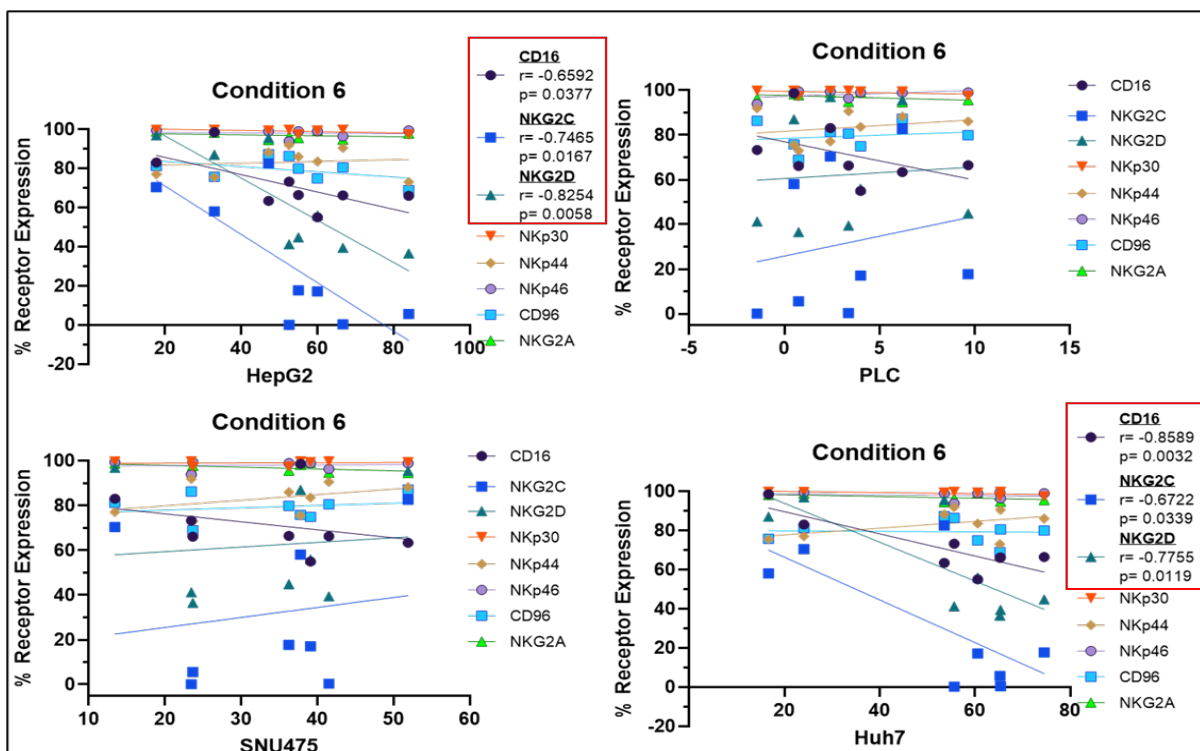 Condition 6
CD16
r= -0.6592
p= 0.0377
NKG2C
r= -0.7465
p= 0.0167
NKG2D
r= -0.8254
p= 0.0058
NKp30
NKp44
NKp46
CD96
NKG2A
% Receptor Expression
100
80
60
40
20
0
-20
0 20 40 60 80 100
HepG2
Condition 6
CD16
NKG2C
NKG2D
NKp30
NKp44
NKp46
CD96
NKG2A
% Receptor Expression
100
80
60
40
20
0
-20
-5 0 5 10 15
PLC
Condition 6
CD16
NKG2C
NKG2D
NKp30
NKp44
NKp46
CD96
NKG2A
% Receptor Expression
100
80
60
40
20
0
10 20 30 40 50 60
SNU475
Condition 6
CD16
r= -0.8589
p= 0.0032
NKG2C
r= -0.6722
p= 0.0339
NKG2D
r= -0.7755
p= 0.0119
NKp30
NKp44
NKp46
CD96
NKG2A
% Receptor Expression
100
80
60
40
20
0
-20
0 20 40 60 80
Huh7